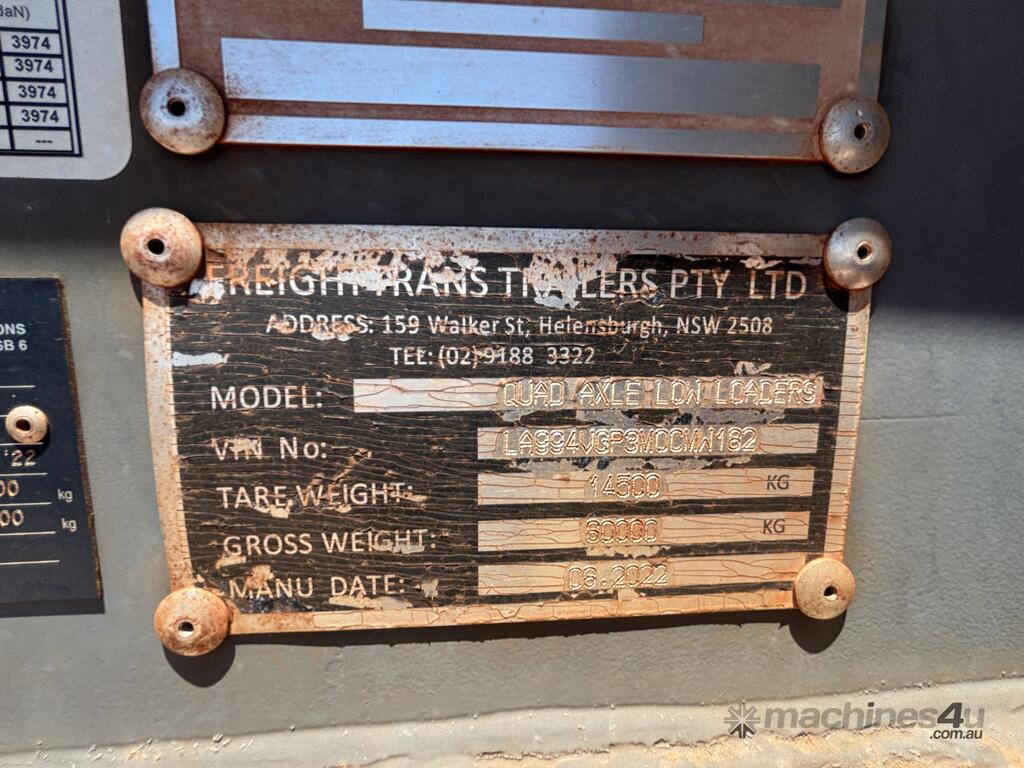 daN)
3974
3974
3974
3974
---
FREIGHT TRANS TRAILERS PTY LTD
ADDRESS: 159 Walker St, Helensburgh, NSW 2508
TEL: (02) 9188 3322
MODEL: QUAD AXLE LOW LOADERS
VIN No: LA994VGP3MOCMW182
TARE WEIGHT: 14500 KG
GROSS WEIGHT: 60000 KG
MANU DATE: 06.2022
ONS
SB 6
'22
00 kg
00 kg
machines4u
.com.au